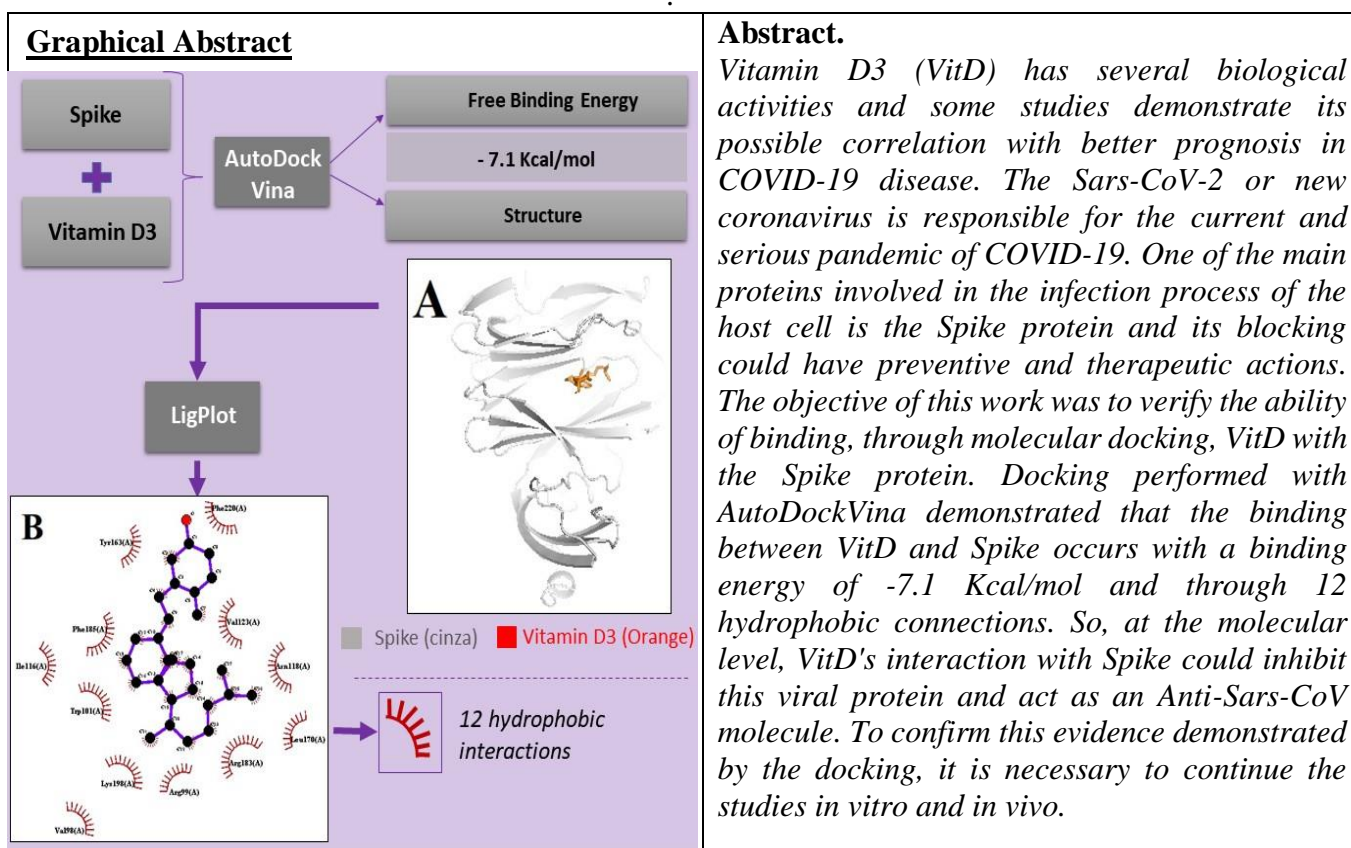 .
Graphical Abstract
Spike
Vitamin D3
AutoDock
Vina
Free Binding Energy
- 7.1 Kcal/mol
Structure
A
LigPlot
Spike (cinza) Vitamin D3 (Orange)
B
Phe220(A)
Tyr163(A)
Val123(A)
Phe185(A)
Ile116(A)
Asn118(A)
Trp101(A)
Leu170(A)
Arg183(A)
Lys198(A)
Arg99(A)
Val98(A)
12 hydrophobic
interactions
Abstract.
Vitamin D3 (VitD) has several biological
activities and some studies demonstrate its
possible correlation with better prognosis in
COVID-19 disease. The Sars-CoV-2 or new
coronavirus is responsible for the current and
serious pandemic of COVID-19. One of the main
proteins involved in the infection process of the
host cell is the Spike protein and its blocking
could have preventive and therapeutic actions.
The objective of this work was to verify the ability
of binding, through molecular docking, VitD with
the Spike protein. Docking performed with
AutoDockVina demonstrated that the binding
between VitD and Spike occurs with a binding
energy of -7.1 Kcal/mol and through 12
hydrophobic connections. So, at the molecular
level, VitD's interaction with Spike could inhibit
this viral protein and act as an Anti-Sars-CoV
molecule. To confirm this evidence demonstrated
by the docking, it is necessary to continue the
studies in vitro and in vivo.